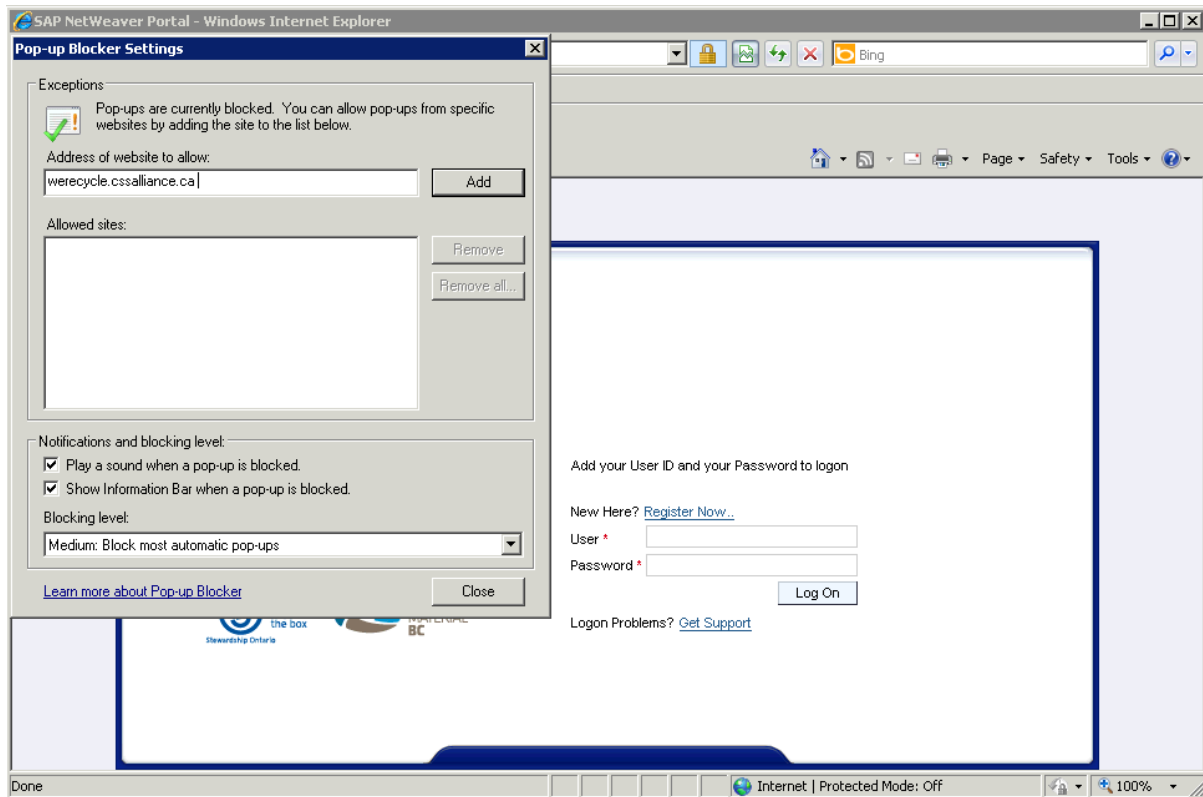 SAP NetWeaver Portal - Windows Internet Explorer
Pop-up Blocker Settings
Bing
Exceptions
Pop-ups are currently blocked. You can allow pop-ups from specific
websites by adding the site to the list below.
Address of website to allow:
werecycle.cssalliance.ca
Add
Page
Safety
Tools
Allowed sites:
Remove
Remove all...
Notifications and blocking level:
Play a sound when a pop-up is blocked.
Show Information Bar when a pop-up is blocked.
Blocking level:
Medium: Block most automatic pop-ups
Learn more about Pop-up Blocker
Close
Add your User ID and your Password to logon
New Here? Register Now..
User *
Password *
Log On
Logon Problems? Get Support
the box
Stewardship Ontario
MATERIAL
BC
Done
Internet | Protected Mode: Off
100%